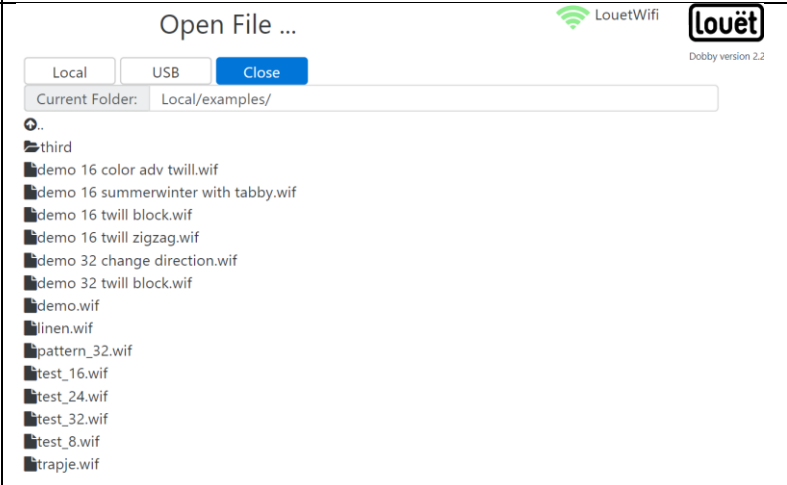 Open File ...
LouetWifi
louët
Dobby version 2.2
Local
USB
Close
Current Folder:
Local/examples/
..
third
demo 16 color adv twill.wif
demo 16 summerwinter with tabby.wif
demo 16 twill block.wif
demo 16 twill zigzag.wif
demo 32 change direction.wif
demo 32 twill block.wif
demo.wif
linen.wif
pattern_32.wif
test_16.wif
test_24.wif
test_32.wif
test_8.wif
trapje.wif